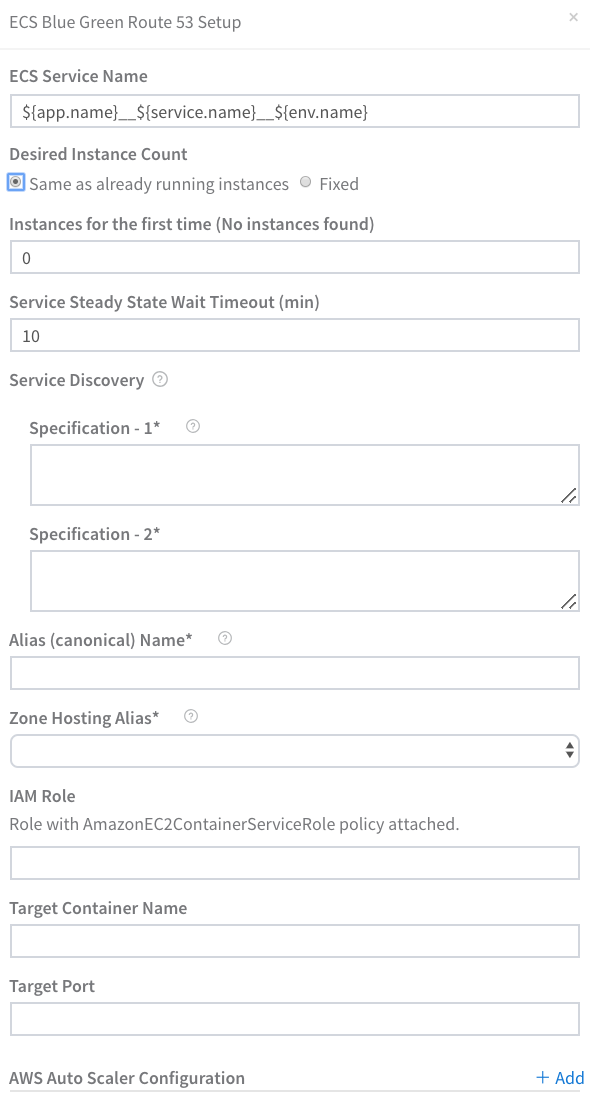 ECS Blue Green Route 53 Setup ×
ECS Service Name
${app.name}__${service.name}__${env.name}
Desired Instance Count
Same as already running instances Fixed
Instances for the first time (No instances found)
0
Service Steady State Wait Timeout (min)
10
Service Discovery ?
Specification - 1* ?
Specification - 2*
Alias (canonical) Name* ?
Zone Hosting Alias* ?
IAM Role
Role with AmazonEC2ContainerServiceRole policy attached.
Target Container Name
Target Port
AWS Auto Scaler Configuration + Add